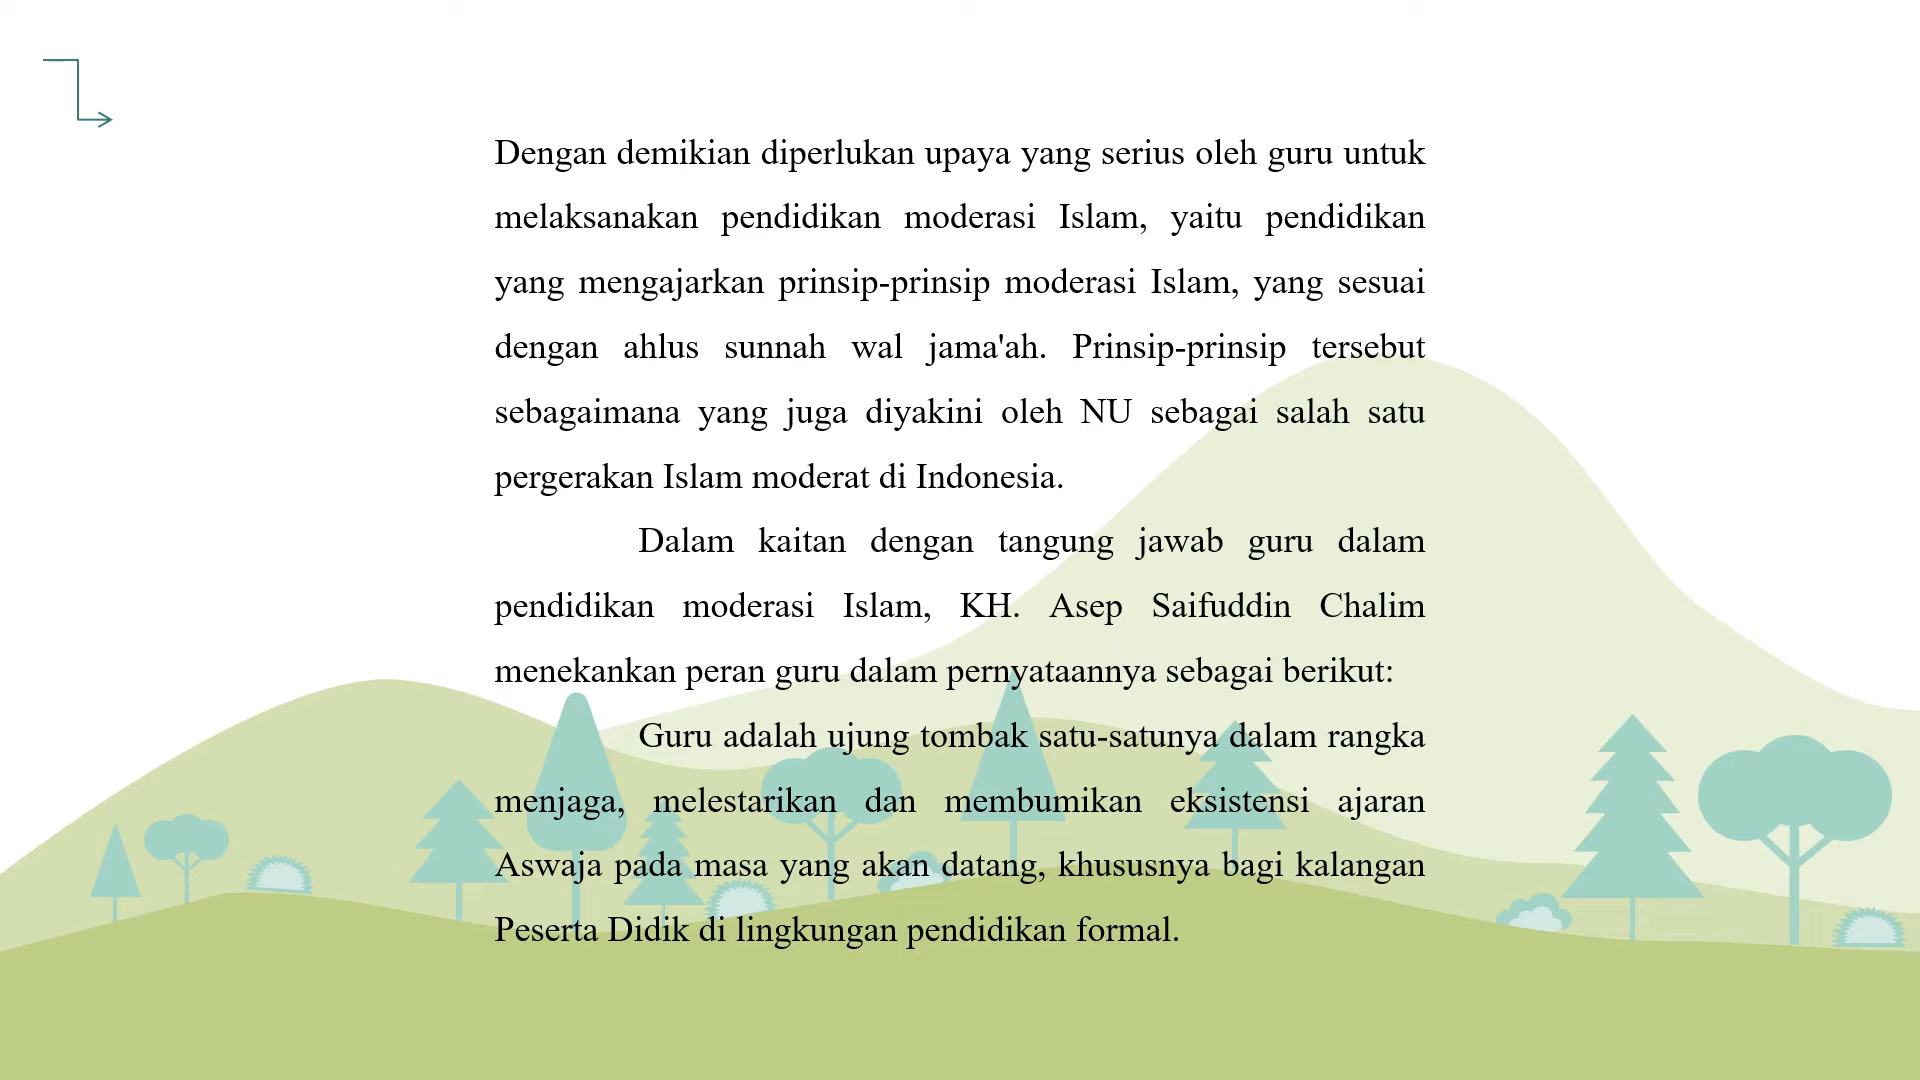 Dengan demikian diperlukan upaya yang serius oleh guru untuk
melaksanakan pendidikan moderasi Islam, yaitu pendidikan
yang mengajarkan prinsip-prinsip moderasi Islam, yang sesuai
dengan ahlus sunnah wal jama'ah. Prinsip-prinsip tersebut
sebagaimana yang juga diyakini oleh NU sebagai salah satu
pergerakan Islam moderat di Indonesia.
Dalam kaitan dengan tangung jawab guru dalam
pendidikan moderasi Islam, KH. Asep Saifuddin Chalim
menekankan peran guru dalam pernyataannya sebagai berikut:
Guru adalah ujung tombak satu-satunya dalam rangka
menjaga, melestarikan dan membumikan eksistensi ajaran
Aswaja pada masa yang akan datang, khususnya bagi kalangan
Peserta Didik di lingkungan pendidikan formal.